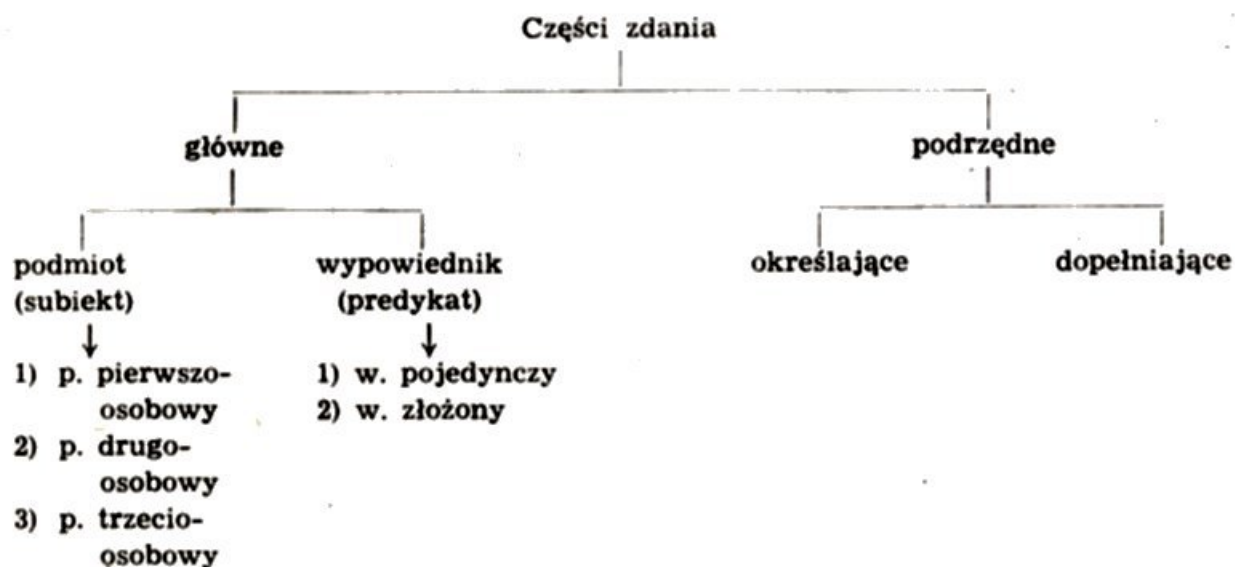 Części zdania
główne
podrzędne
podmiot
(subiekt)
wypowiednik
(predykat)
określające
dopełniające
1) p. pierwszo-
osobowy
2) p. drugo-
osobowy
3) p. trzecio-
osobowy
1) w. pojedynczy
2) w. złożony